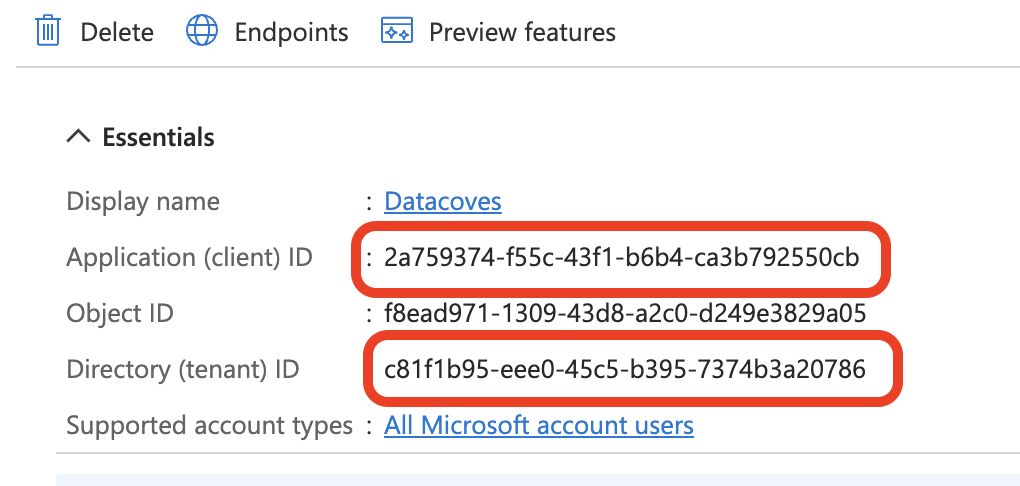 Delete Endpoints Preview features
Essentials
Display name : Datacoves
Application (client) ID : 2a759374-f55c-43f1-b6b4-ca3b792550cb
Object ID : f8ead971-1309-43d8-a2c0-d249e3829a05
Directory (tenant) ID c81f1b95-eee0-45c5-b395-7374b3a20786
Supported account types : All Microsoft account users